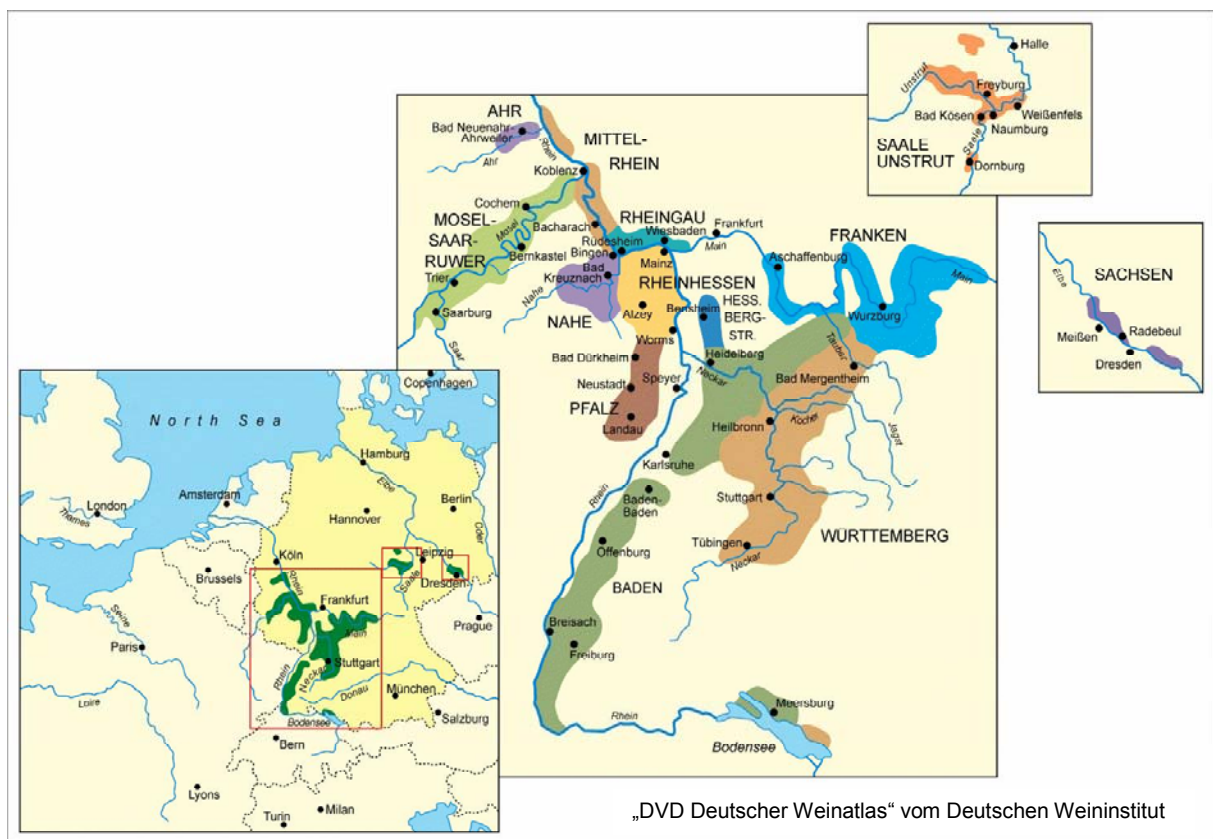 AHR
Bad Neuenahr-
Ahrweiler
Ahr
Rhein
MITTEL-
RHEIN
Koblenz
Cochem
MOSEL-
SAAR-
RUWER
Mosel
Bacharach
Bernkastel
Trier
Saarburg
Saar
RHEINGAU
Wiesbaden
Rüdesheim
Bingen
Mainz
Frankfurt
Main
Bad
Kreuznach
Nahe
NAHE
RHEINHESSEN
Alzey
Worms
Bensheim
HESS.
BERG-
STR.
Heidelberg
Neckar
FRANKEN
Aschaffenburg
Main
Würzburg
Tauber
Bad Mergentheim
Bad Dürkheim
Neustadt
Speyer
PFALZ
Landau
Heilbronn
Kocher
Jagst
Karlsruhe
Rhein
Baden-
Baden
Stuttgart
WÜRTTEMBERG
Tübingen
Neckar
Offenburg
BADEN
Breisach
Freiburg
Meersburg
Rhein
Bodensee
Halle
Unstrut
Freyburg
Weißenfels
Bad Kösen
Naumburg
SAALE
UNSTRUT
Saale
Dornburg
SACHSEN
Elbe
Meißen
Radebeul
Dresden
Copenhagen
North Sea
Hamburg
Elbe
Amsterdam
Berlin
London
Thames
Hannover
Oder
Köln
Leipzig
Saale
Dresden
Brussels
Rhein
Frankfurt
Main
Prague
Seine
Paris
Stuttgart
Rhein
Neckar
Donau
München
Loire
Salzburg
Bodensee
Bern
Lyons
Milan
Turin
„DVD Deutscher Weinatlas“ vom Deutschen Weininstitut